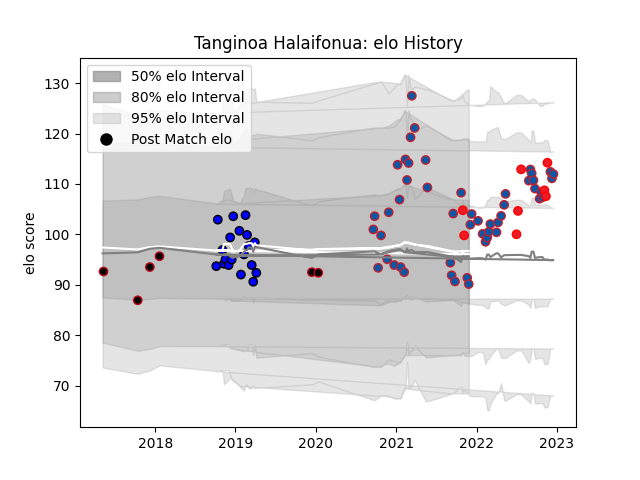 Tanginoa Halaifonua: elo History
50% elo Interval
80% elo Interval
95% elo Interval
Post Match elo
elo score
130
120
110
100
90
80
70
2018 2019 2020 2021 2022 2023